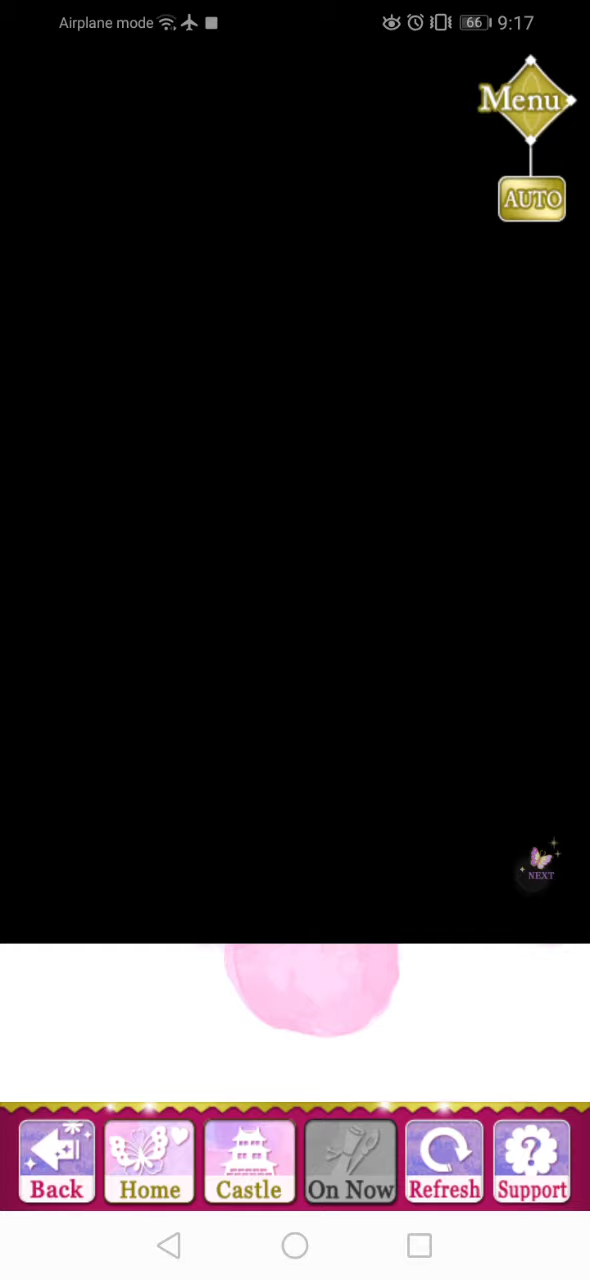 Airplane mode 66 9:17
Menu
AUTO
NEXT
Back Home Castle On Now Refresh Support